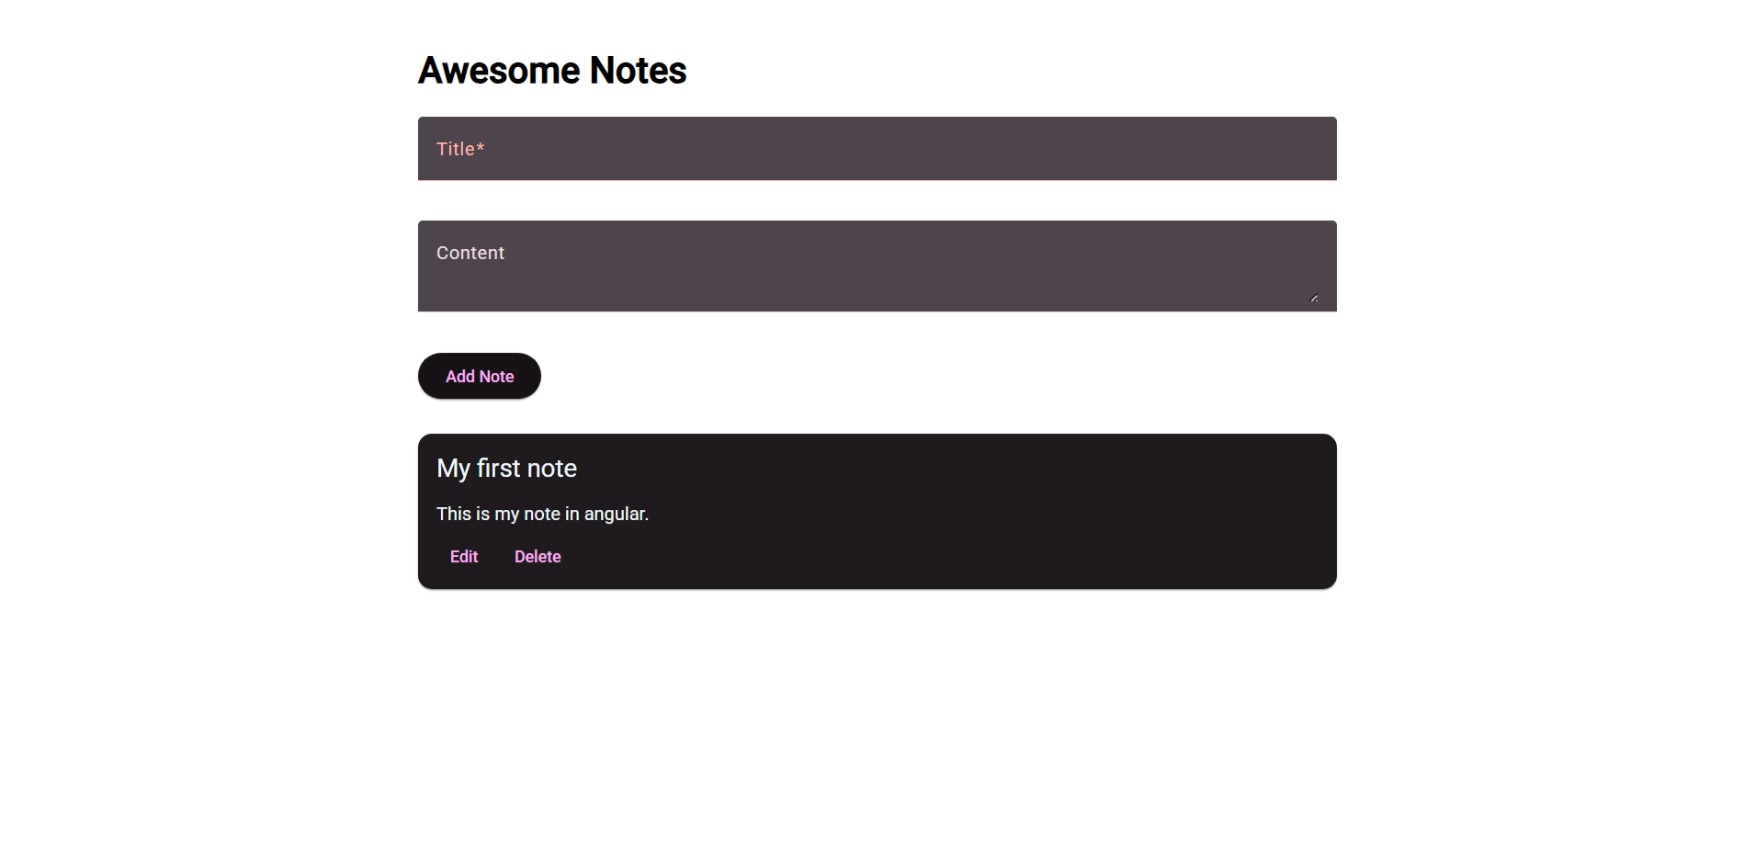 Awesome Notes
Title*
Content
Add Note
My first note
This is my note in angular.
Edit Delete